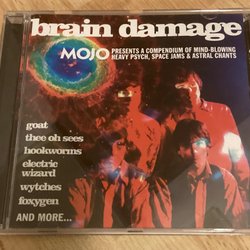 brain damage
MOJO PRESENTS A COMPENDIUM OF MIND-BLOWING
HEAVY PSYCH, SPACE JAMS & ASTRAL CHANTS
goat
thee oh sees
hookworms
electric
wizard
wytches
foxygen
AND MORE...